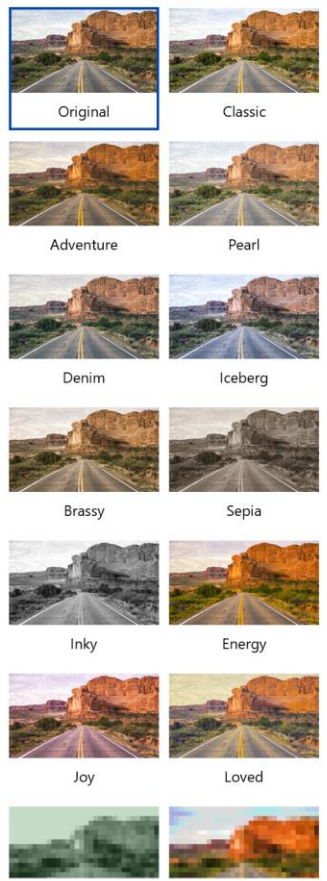 Original
Classic
Adventure
Pearl
Denim
Iceberg
Brassy
Sepia
Inky
Energy
Joy
Loved